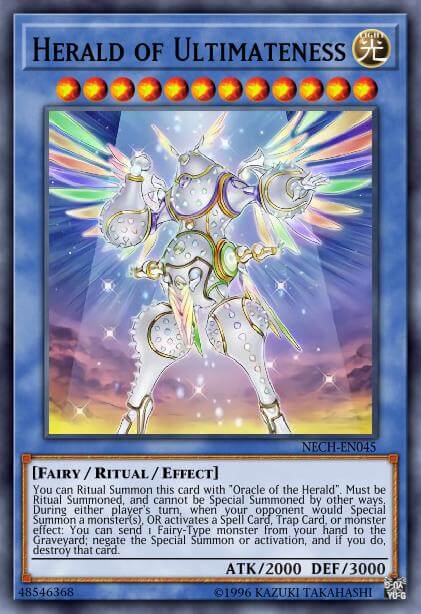 Herald of Ultimateness
LIGHT
光
NECH-EN045
[Fairy / Ritual / Effect]
You can Ritual Summon this card with "Oracle of the Herald". Must be
Ritual Summoned, and cannot be Special Summoned by other ways.
During either player's turn, when your opponent would Special
Summon a monster(s), OR activates a Spell Card, Trap Card, or monster
effect: You can send 1 Fairy-Type monster from your hand to the
Graveyard; negate the Special Summon or activation, and if you do,
destroy that card.
ATK/2000 DEF/3000
48546368
©1996 KAZUKI TAKAHASHI